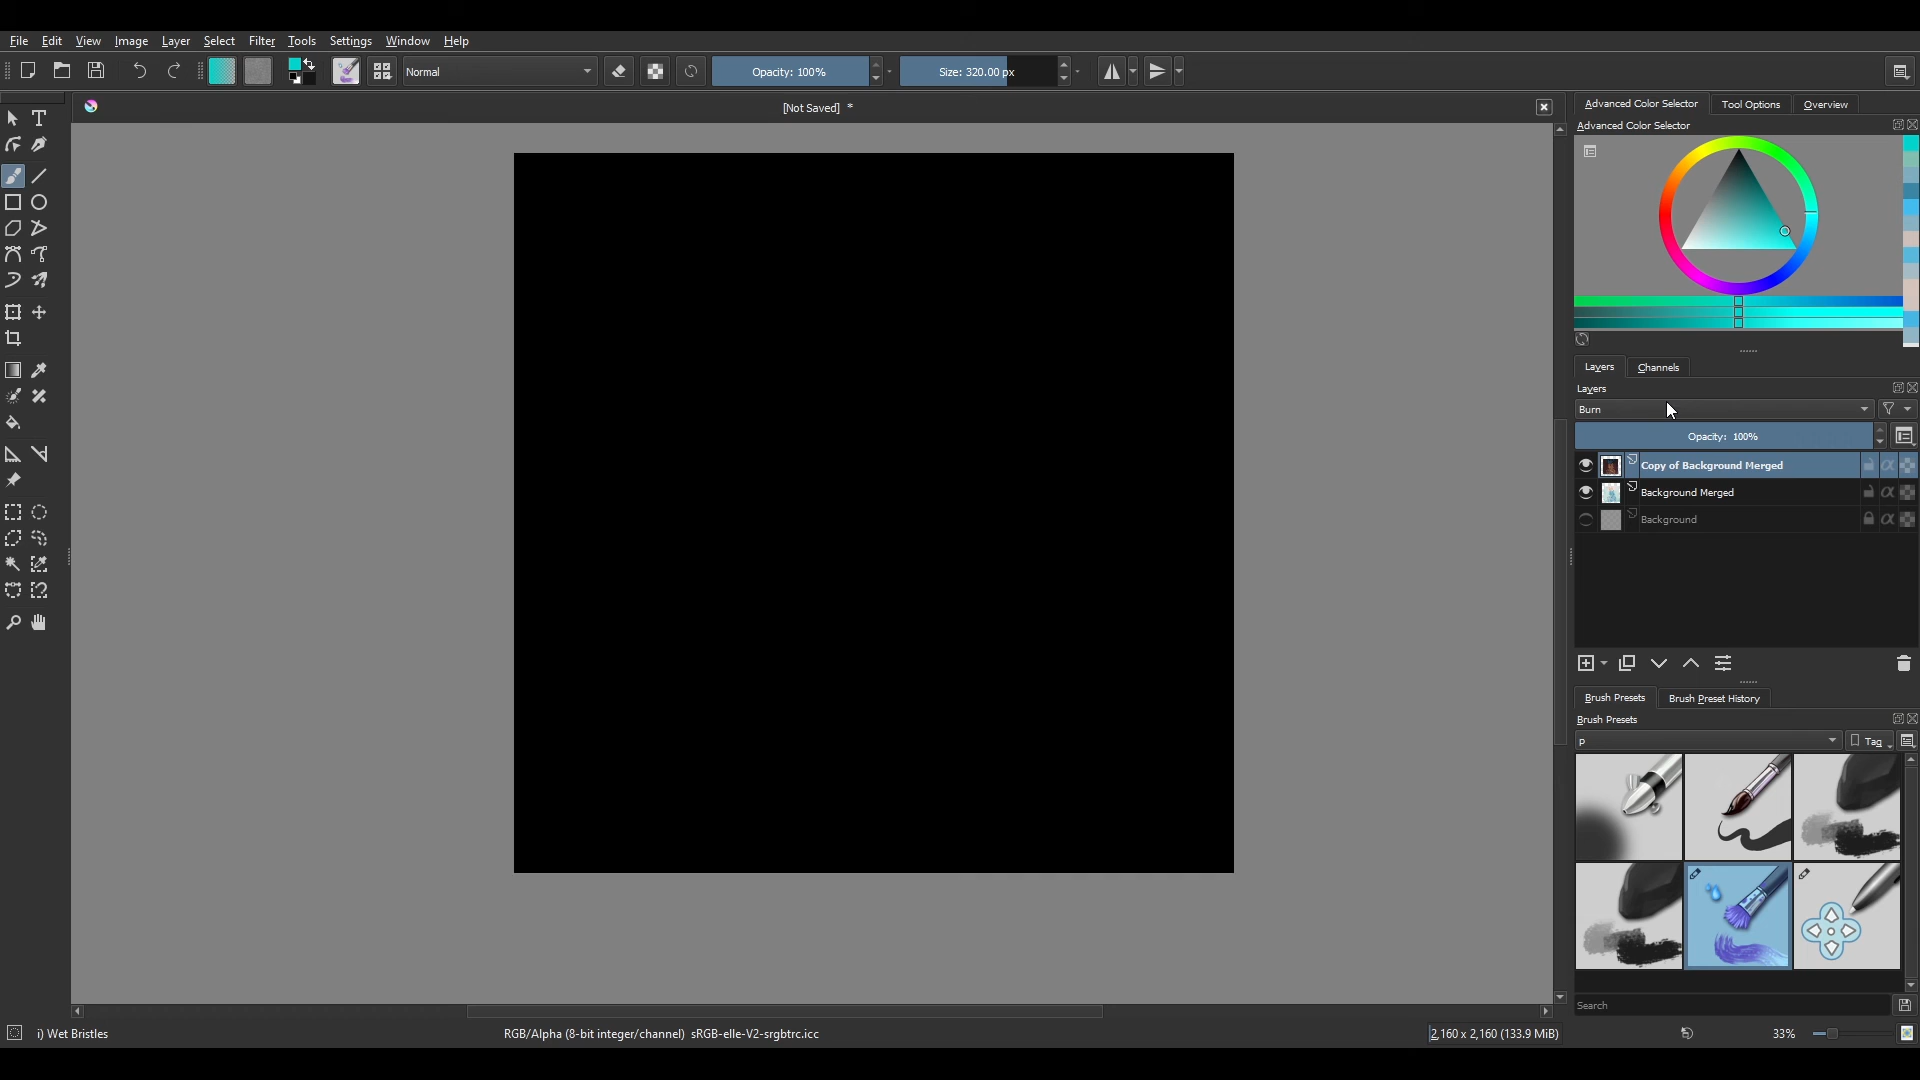 File Edit View Image Layer Select Filter Tools Settings Window Help
Normal Opacity: 100% Size: 320.00 px
[Not Saved] *
Advanced Color Selector Tool Options Overview
Advanced Color Selector
Layers Channels
Layers
Burn
Opacity: 100%
Copy of Background Merged
Background Merged
Background
Brush Presets Brush Preset History
Brush Presets
p Tag
Search
i) Wet Bristles RGB/Alpha (8-bit integer/channel) sRGB-elle-V2-srgbtrc.icc 2,160 x 2,160 (133.9 MiB) 33%